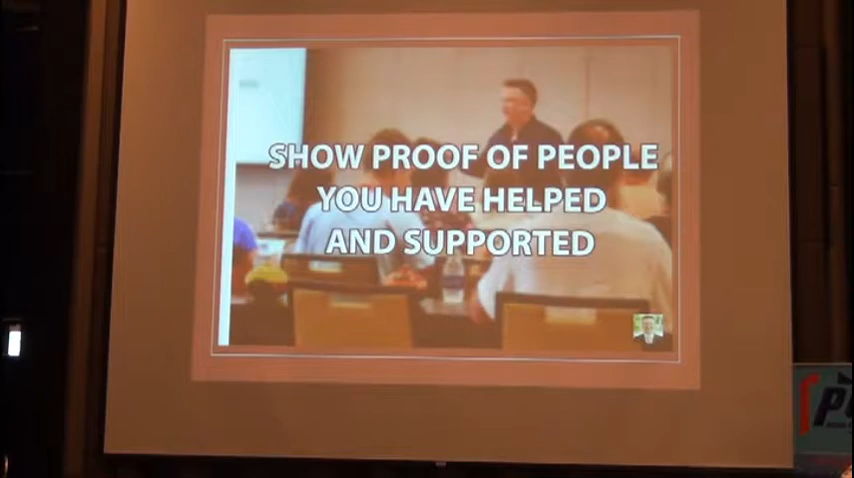 SHOW PROOF OF PEOPLE
YOU HAVE HELPED
AND SUPPORTED